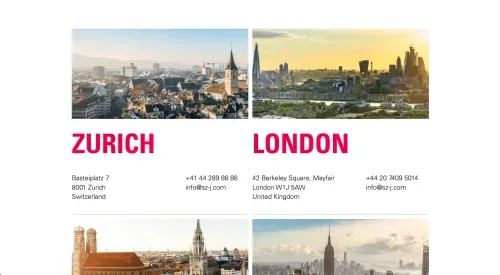 ZURICH
Basteiplatz 7
8001 Zurich
Switzerland
+41 44 289 88 88
info@sz-j.com
LONDON
42 Berkeley Square, Mayfair
London W1J 5AW
United Kingdom
+44 20 7409 5014
info@sz-j.com